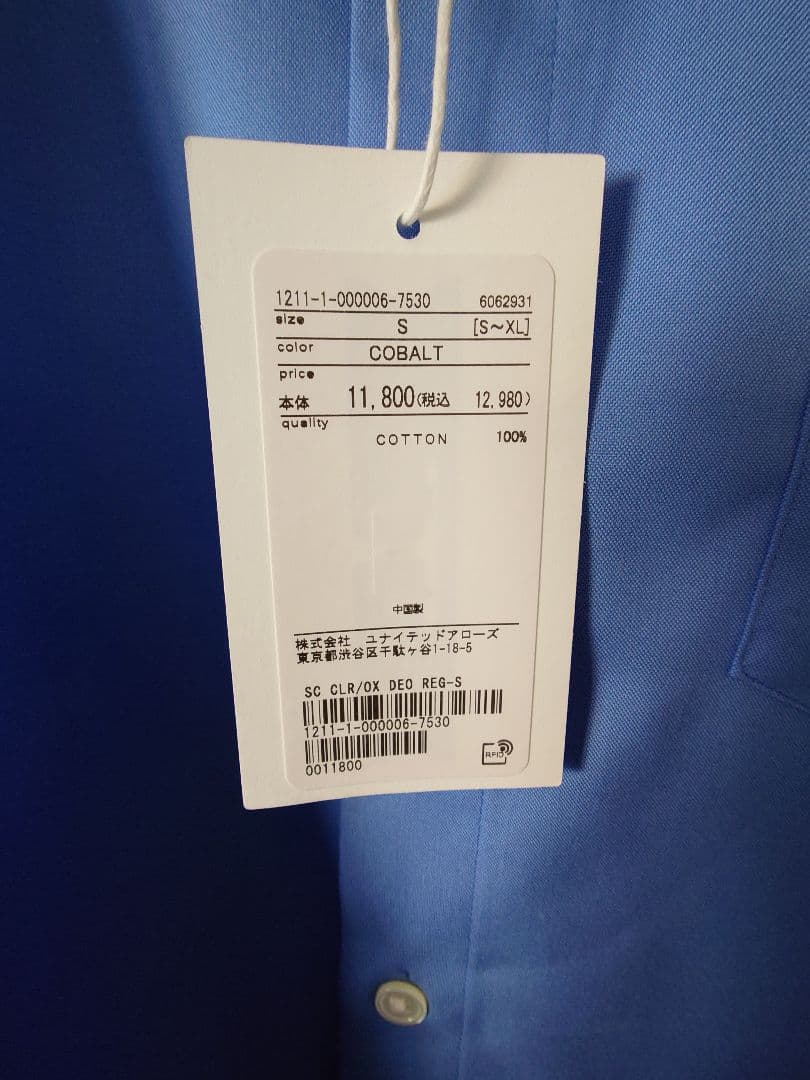 1211-1-000006-7530 6062931
size S [S～XL]
color COBALT
price
本体 11,800(税込 12,980)
quality
COTTON 100%
中国製
株式会社 ユナイテッドアローズ
東京都渋谷区千駄ヶ谷1-18-5
SC CLR/OX DEO REG-S
1211-1-000006-7530
0011800
RFID